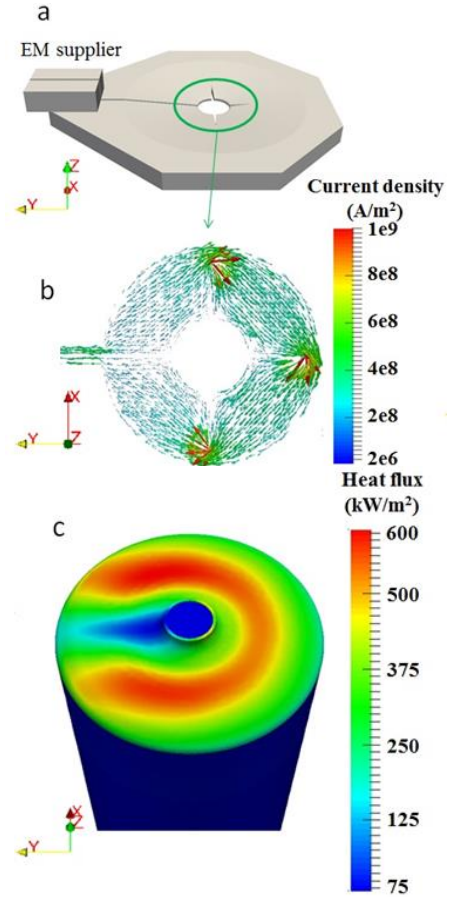 a
EM supplier
Z
X
Y
Current density
(A/m²)
1e9
8e8
6e8
4e8
2e8
2e6
b
X
Y
Z
Heat flux
(kW/m²)
600
500
375
250
125
75
c
X
Z
Y